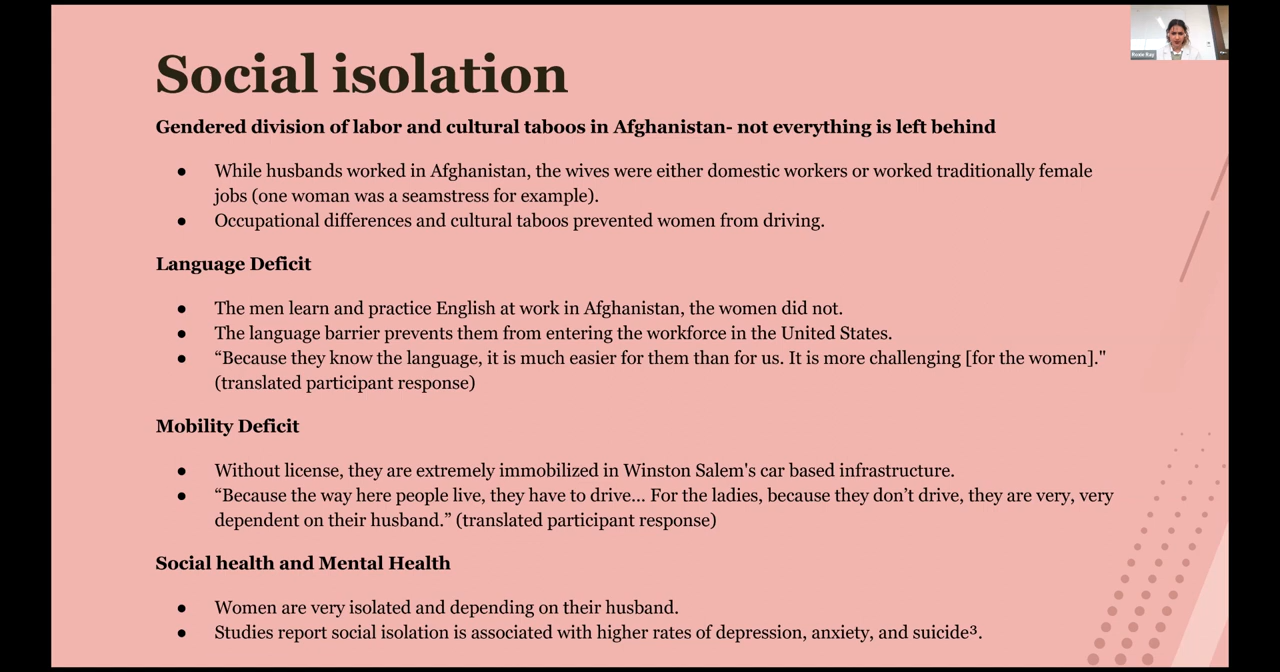 Social isolation
Gendered division of labor and cultural taboos in Afghanistan- not everything is left behind
● While husbands worked in Afghanistan, the wives were either domestic workers or worked traditionally female
jobs (one woman was a seamstress for example).
● Occupational differences and cultural taboos prevented women from driving.
Language Deficit
● The men learn and practice English at work in Afghanistan, the women did not.
● The language barrier prevents them from entering the workforce in the United States.
● “Because they know the language, it is much easier for them than for us. It is more challenging [for the women]."
(translated participant response)
Mobility Deficit
● Without license, they are extremely immobilized in Winston Salem's car based infrastructure.
● “Because the way here people live, they have to drive... For the ladies, because they don’t drive, they are very, very
dependent on their husband.” (translated participant response)
Social health and Mental Health
● Women are very isolated and depending on their husband.
● Studies report social isolation is associated with higher rates of depression, anxiety, and suicide³.